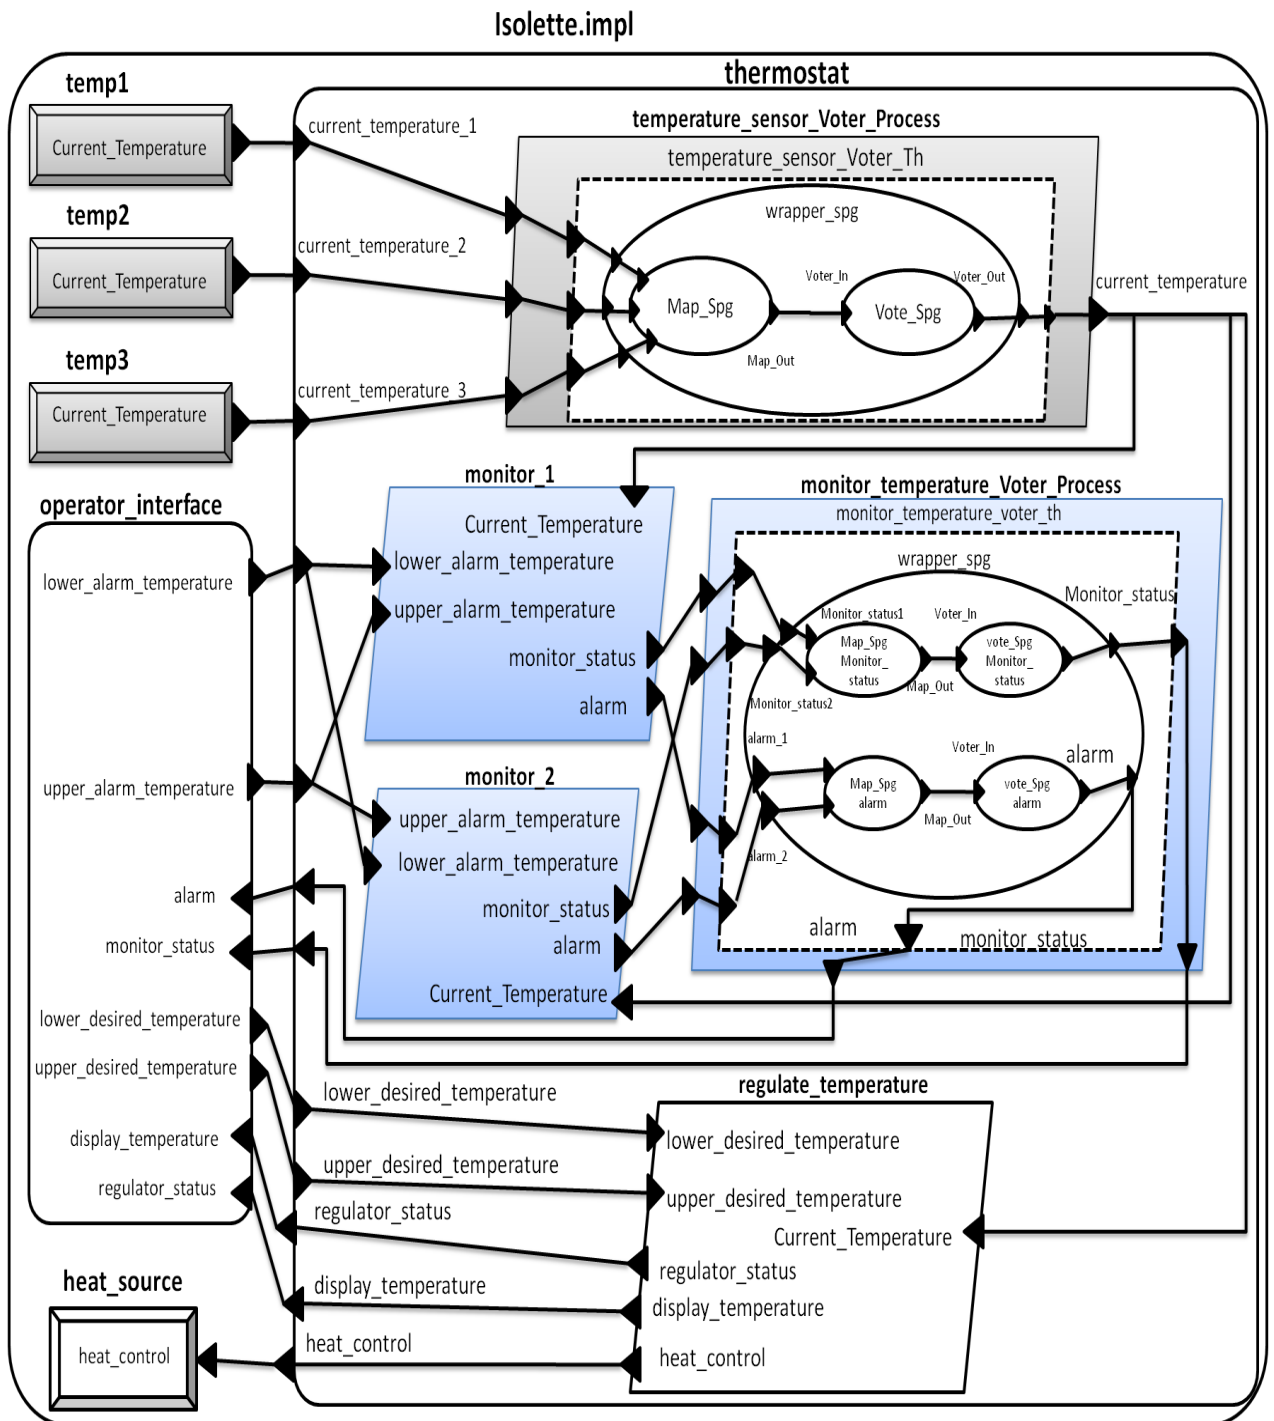 Isolette.impl
thermostat
temp1
Current_Temperature
current_temperature_1
temperature_sensor_Voter_Process
temperature_sensor_Voter_Th
wrapper_spg
temp2
Current_Temperature
current_temperature_2
Map_Spg
Voter_In
Vote_Spg
Voter_Out
Map_Out
current_temperature
temp3
Current_Temperature
current_temperature_3
operator_interface
lower_alarm_temperature
upper_alarm_temperature
alarm
monitor_status
lower_desired_temperature
upper_desired_temperature
display_temperature
regulator_status
monitor_1
Current_Temperature
lower_alarm_temperature
upper_alarm_temperature
monitor_status
alarm
monitor_2
upper_alarm_temperature
lower_alarm_temperature
monitor_status
alarm
Current_Temperature
monitor_temperature_Voter_Process
monitor_temperature_voter_th
wrapper_spg
Monitor_status
Monitor_status1
Voter_In
Map_Spg
Monitor_
status
vote_Spg
Monitor_
status
Map_Out
Monitor_status2
alarm_1
Voter_In
alarm
Map_Spg
alarm
vote_Spg
alarm
Map_Out
alarm_2
alarm
monitor_status
lower_desired_temperature
upper_desired_temperature
regulator_status
display_temperature
heat_control
regulate_temperature
lower_desired_temperature
upper_desired_temperature
Current_Temperature
regulator_status
display_temperature
heat_control
heat_source
heat_control